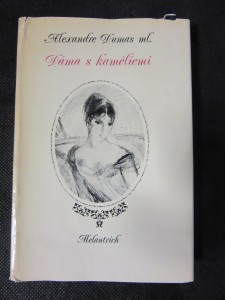 Alexandre Dumas ml.
Dáma s kaméliemi
Melantrich